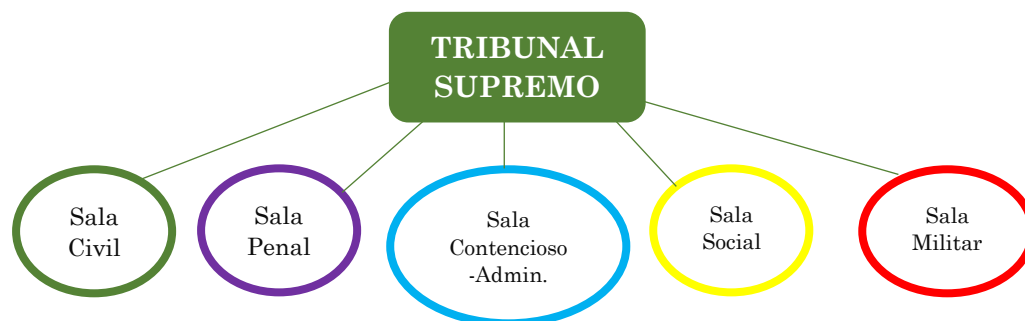 TRIBUNAL
SUPREMO
Sala
Civil
Sala
Penal
Sala
Contencioso
-Admin.
Sala
Social
Sala
Militar